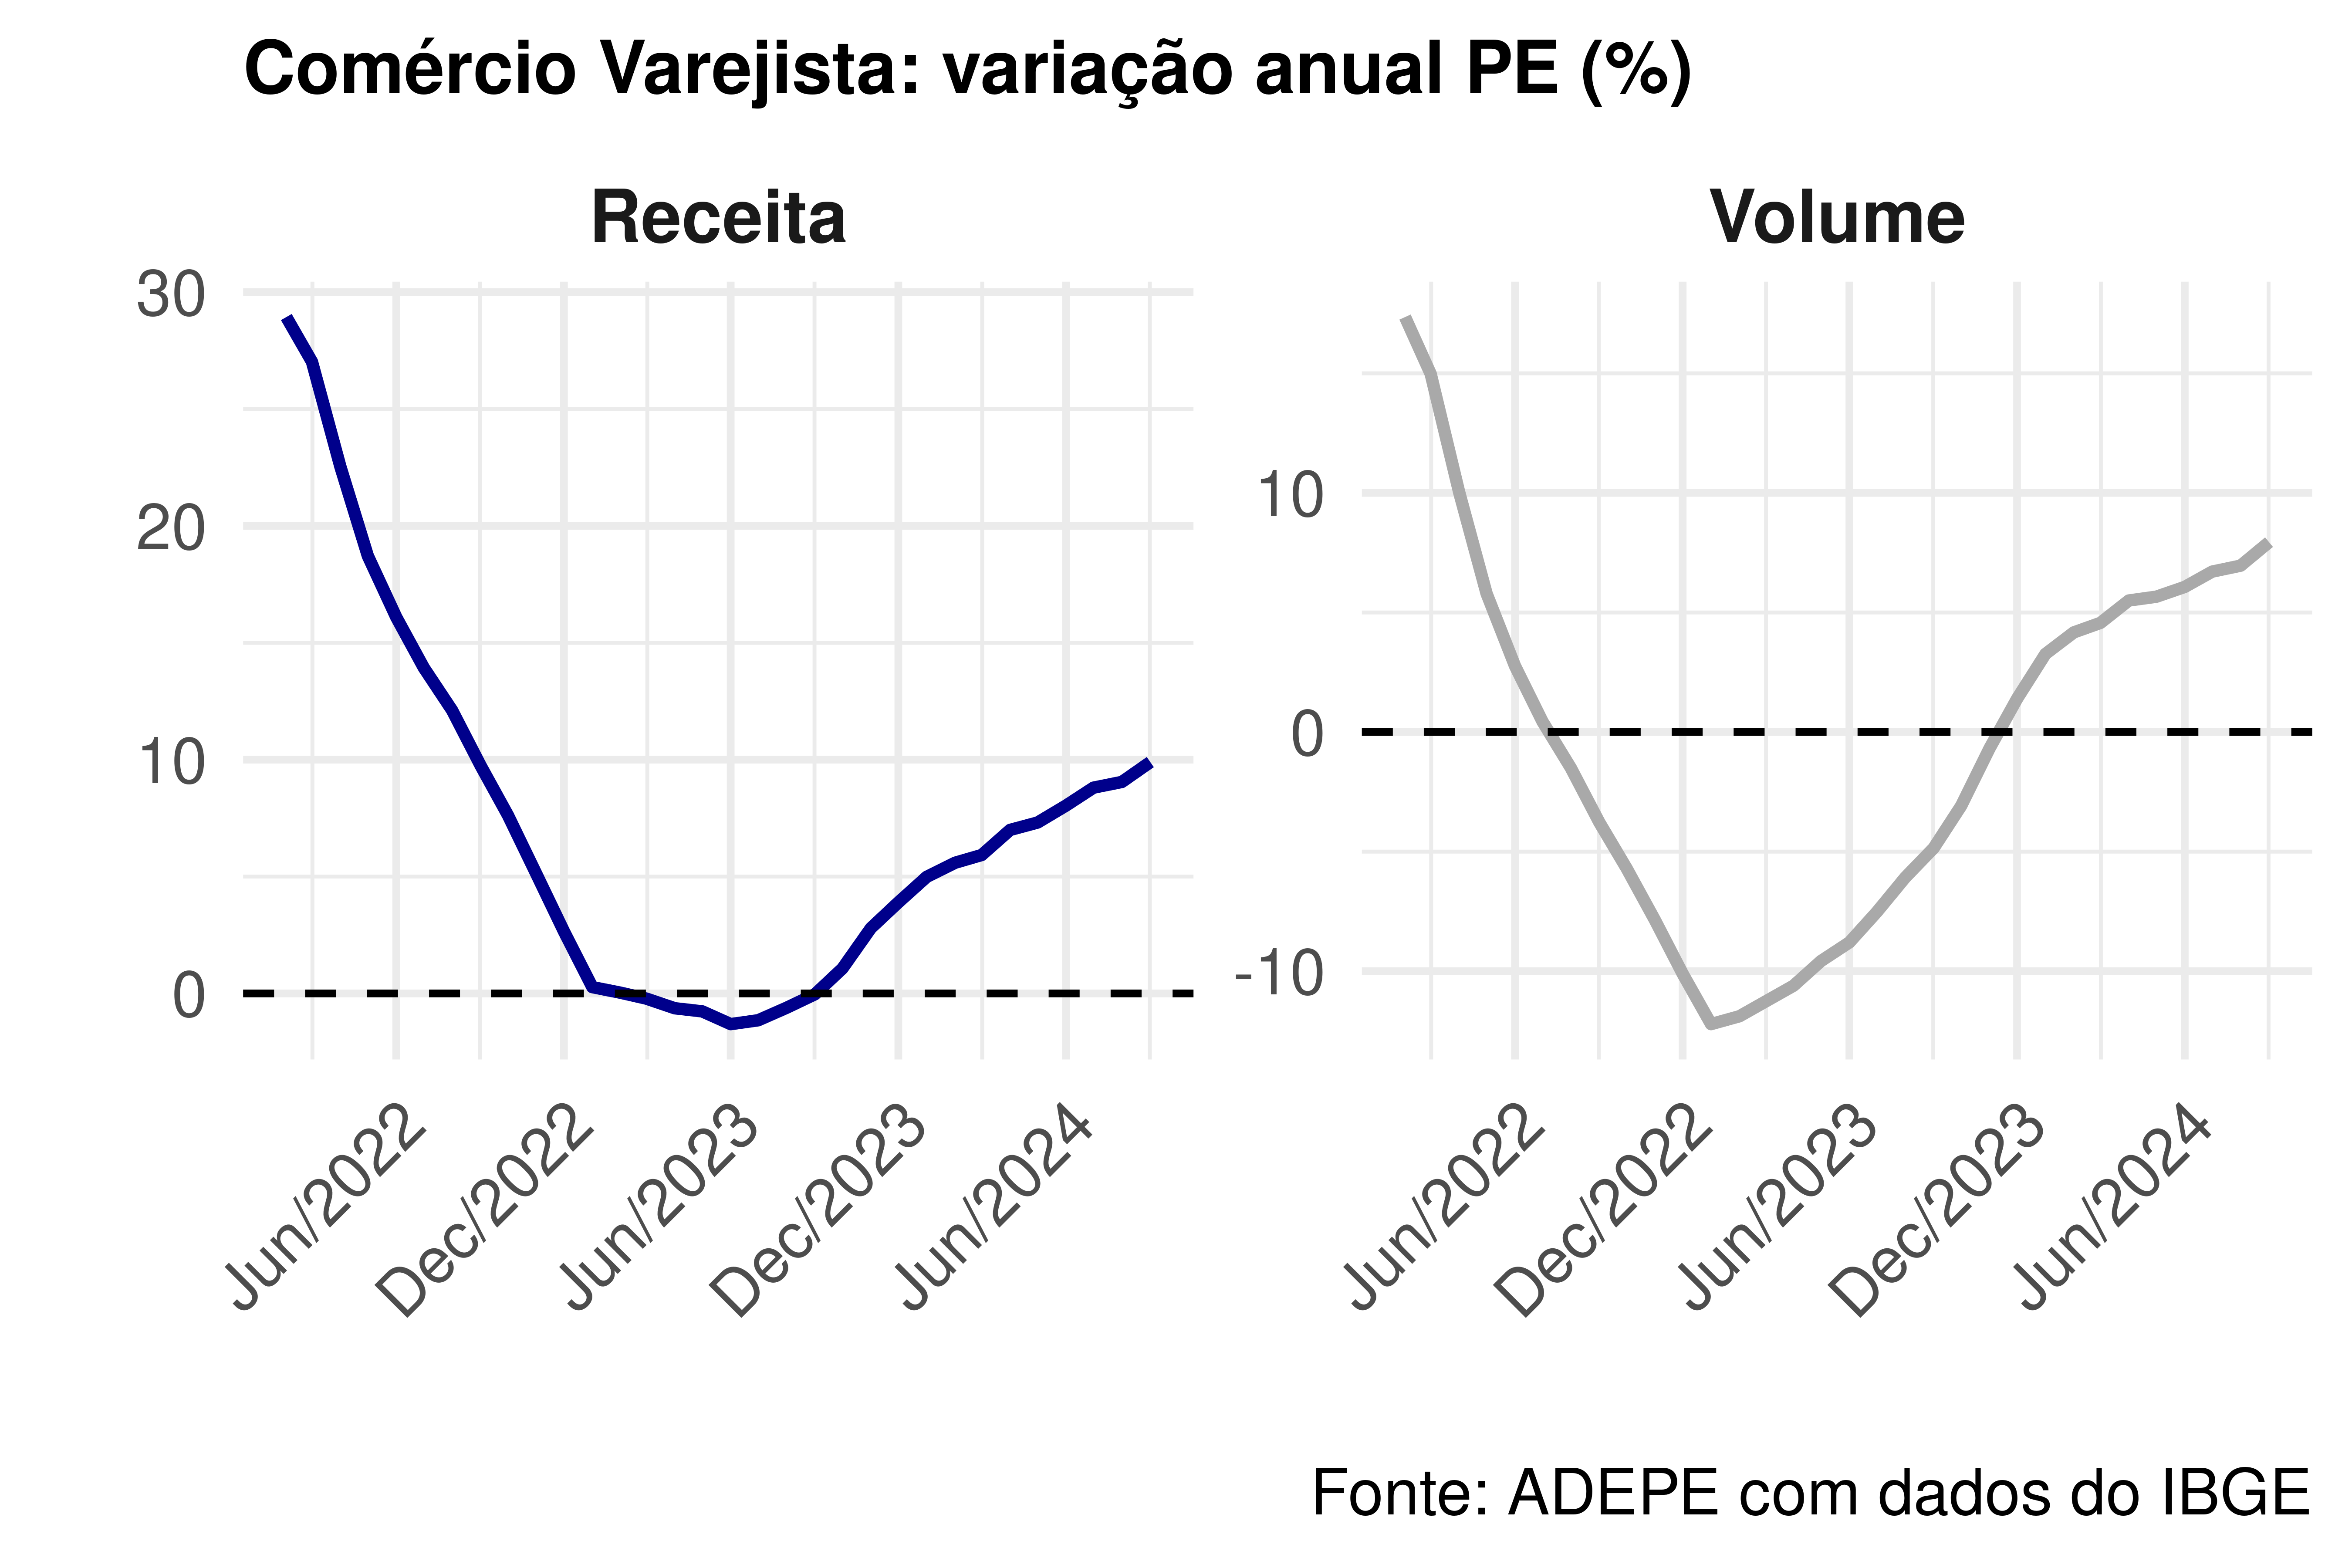 Comércio Varejista: variação anual PE (%)
Receita
30
20
10
0
Jun/2022
Dec/2022
Jun/2023
Dec/2023
Jun/2024
Volume
10
0
-10
Jun/2022
Dec/2022
Jun/2023
Dec/2023
Jun/2024
Fonte: ADEPE com dados do IBGE